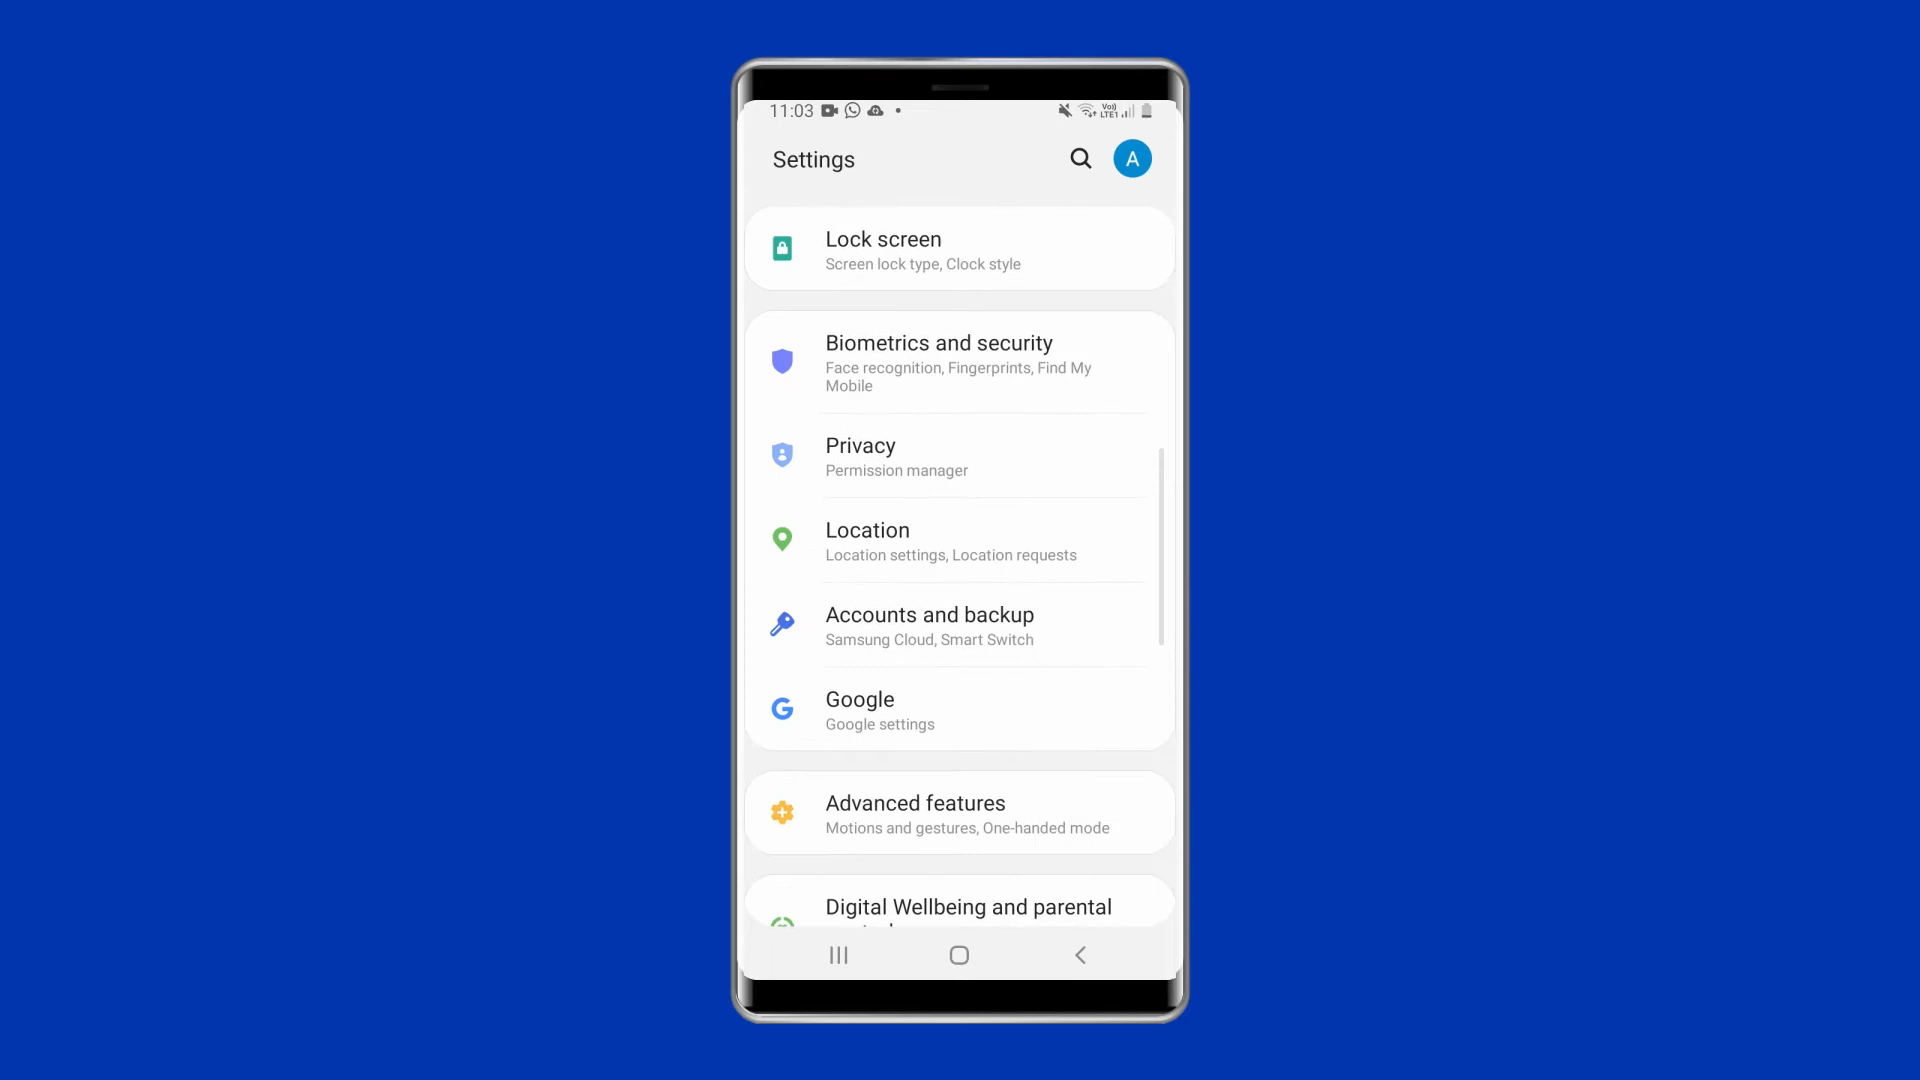 11:03
Vo)) LTE1
Settings
A
Lock screen
Screen lock type, Clock style
Biometrics and security
Face recognition, Fingerprints, Find My
Mobile
Privacy
Permission manager
Location
Location settings, Location requests
Accounts and backup
Samsung Cloud, Smart Switch
Google
Google settings
Advanced features
Motions and gestures, One-handed mode
Digital Wellbeing and parental